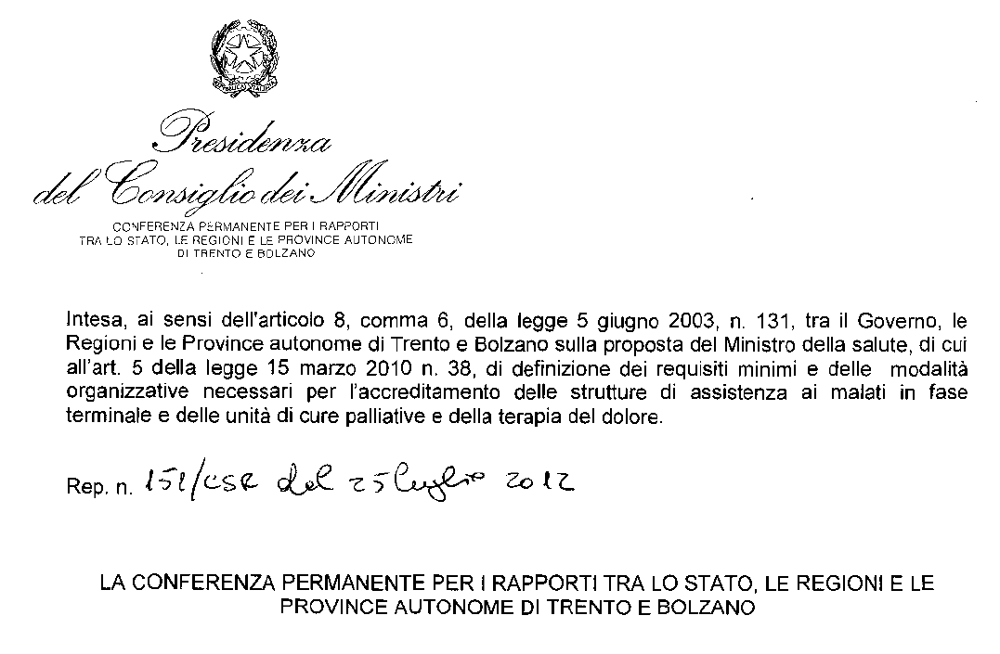 REPUBBLICA ITALIANA
Presidenza
del Consiglio dei Ministri
CONFERENZA PERMANENTE PER I RAPPORTI
TRA LO STATO, LE REGIONI E LE PROVINCE AUTONOME
DI TRENTO E BOLZANO
Intesa, ai sensi dell'articolo 8, comma 6, della legge 5 giugno 2003, n. 131, tra il Governo, le
Regioni e le Province autonome di Trento e Bolzano sulla proposta del Ministro della salute, di cui
all'art. 5 della legge 15 marzo 2010 n. 38, di definizione dei requisiti minimi e delle modalità
organizzative necessari per l'accreditamento delle strutture di assistenza ai malati in fase
terminale e delle unità di cure palliative e della terapia del dolore.
Rep. n. 151/CSR del 25 luglio 2012
LA CONFERENZA PERMANENTE PER I RAPPORTI TRA LO STATO, LE REGIONI E LE
PROVINCE AUTONOME DI TRENTO E BOLZANO